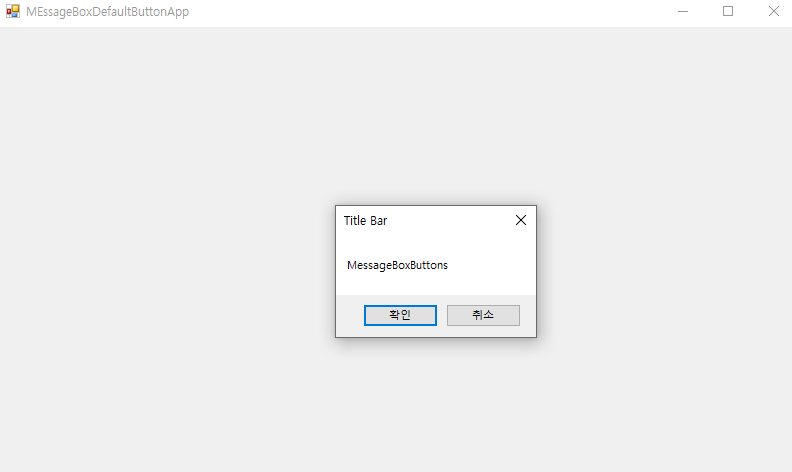 MEssageBoxDefaultButtonApp
Title Bar
MessageBoxButtons
확인 취소